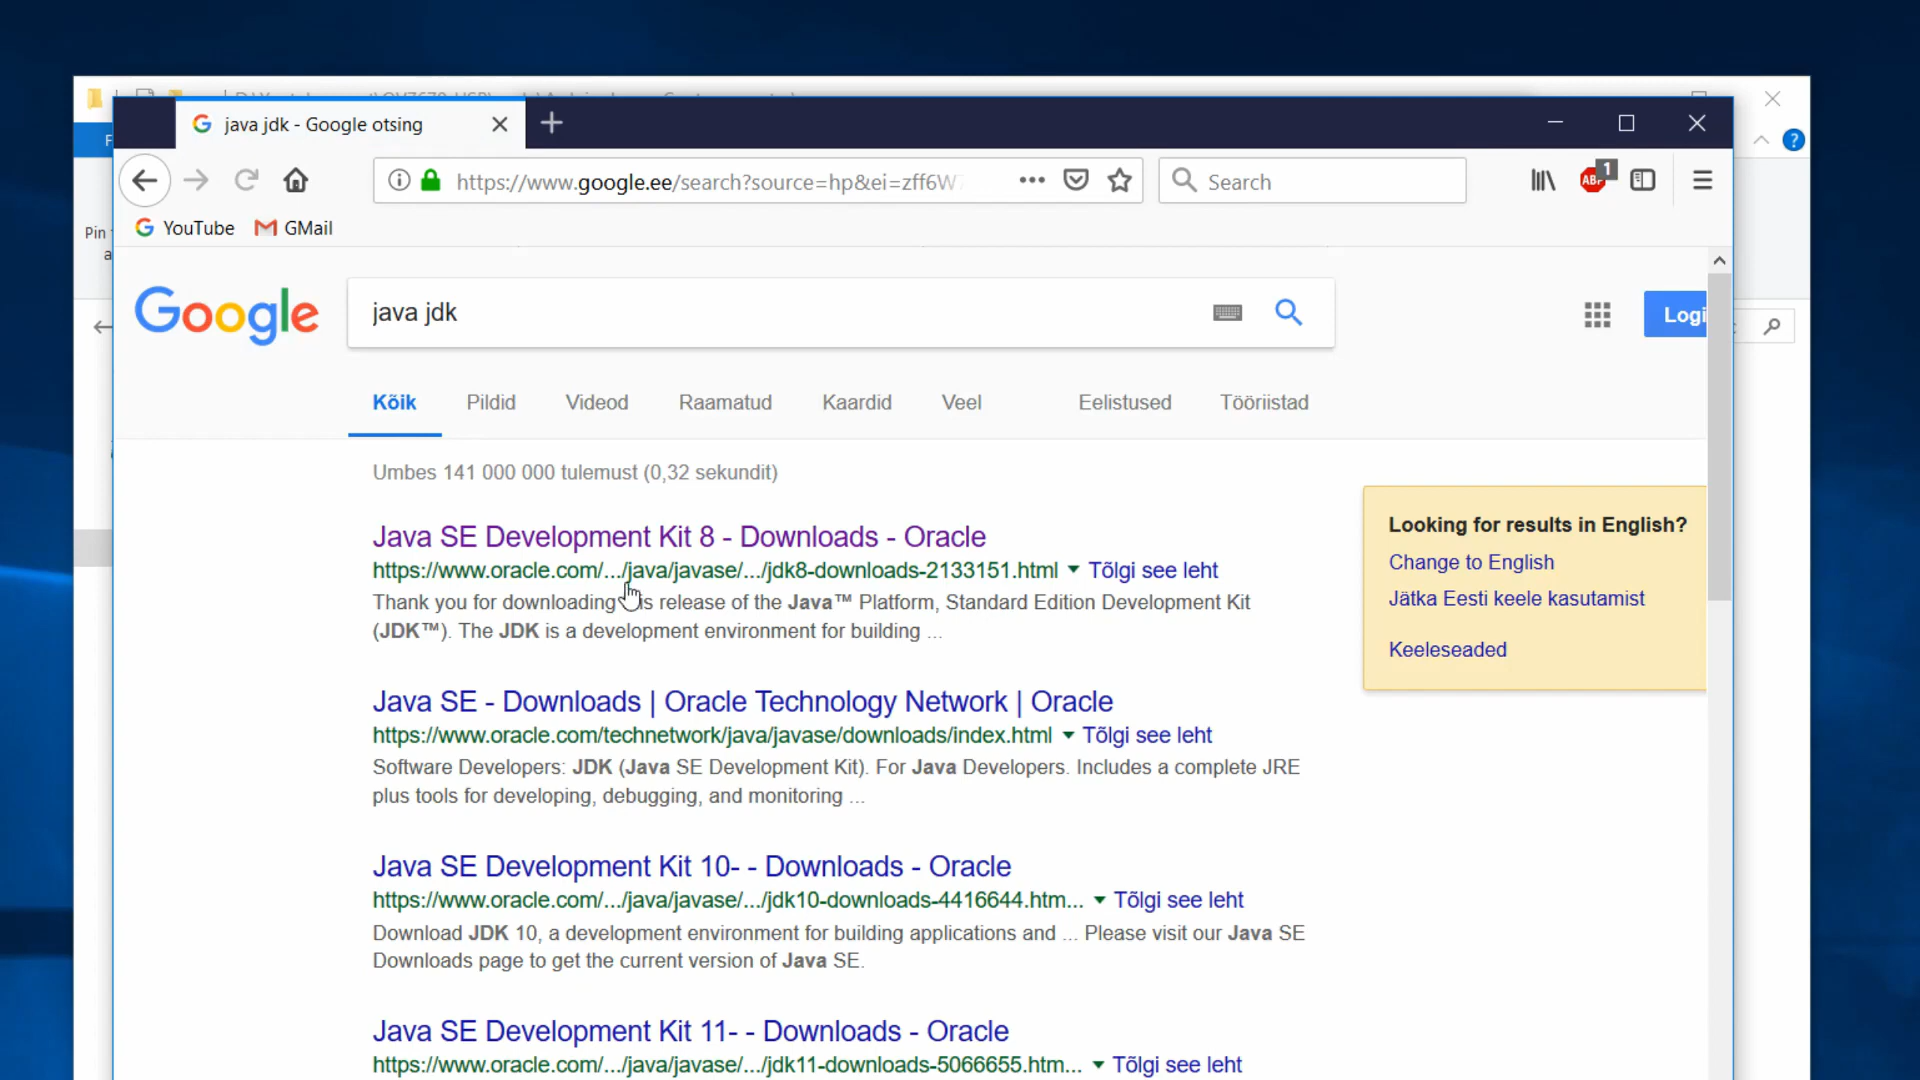 java jdk - Google otsing
https://www.google.ee/search?source=hp&ei=zff6W
Search
ABP
1
YouTube
GMail
Pin
Google
java jdk
Logi
Kõik
Pildid
Videod
Raamatud
Kaardid
Veel
Eelistused
Tööriistad
Umbes 141 000 000 tulemust (0,32 sekundit)
Java SE Development Kit 8 - Downloads - Oracle
https://www.oracle.com/.../java/javase/.../jdk8-downloads-2133151.html ▼ Tõlgi see leht
Thank you for downloading this release of the Java™ Platform, Standard Edition Development Kit
(JDK™). The JDK is a development environment for building ...
Java SE - Downloads | Oracle Technology Network | Oracle
https://www.oracle.com/technetwork/java/javase/downloads/index.html ▼ Tõlgi see leht
Software Developers: JDK (Java SE Development Kit). For Java Developers. Includes a complete JRE
plus tools for developing, debugging, and monitoring ...
Java SE Development Kit 10- - Downloads - Oracle
https://www.oracle.com/.../java/javase/.../jdk10-downloads-4416644.htm... ▼ Tõlgi see leht
Download JDK 10, a development environment for building applications and ... Please visit our Java SE
Downloads page to get the current version of Java SE.
Java SE Development Kit 11- - Downloads - Oracle
https://www.oracle.com/.../java/javase/.../jdk11-downloads-5066655.htm... ▼ Tõlgi see leht
Looking for results in English?
Change to English
Jätka Eesti keele kasutamist
Keeleseaded